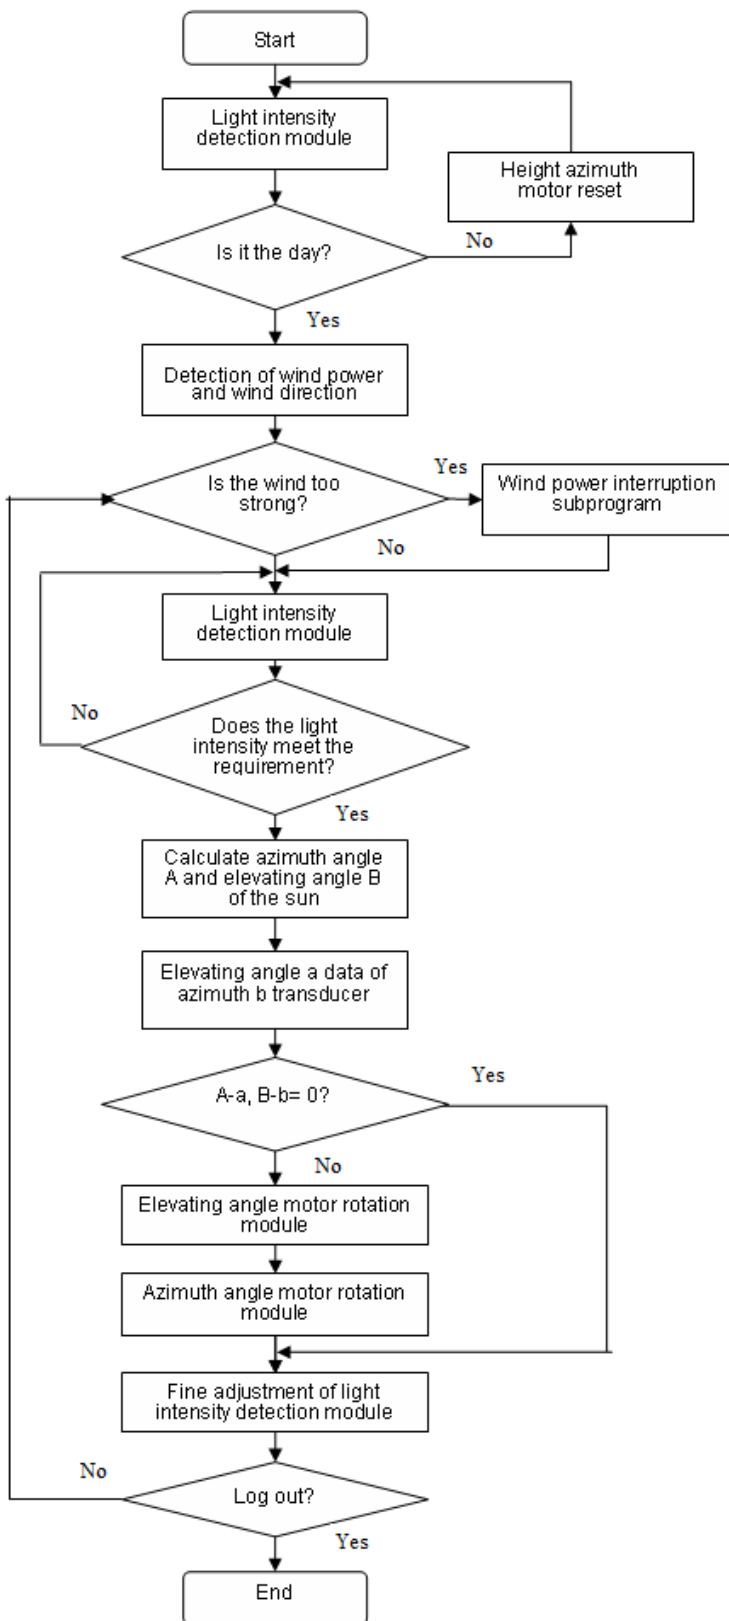 Start
Light intensity
detection module
Height azimuth
motor reset
Is it the day?
No
Yes
Detection of wind power
and wind direction
Is the wind too
strong?
Yes
Wind power interruption
subprogram
No
Light intensity
detection module
No
Does the light
intensity meet the
requirement?
Yes
Calculate azimuth angle
A and elevating angle B
of the sun
Elevating angle a data of
azimuth b transducer
A-a, B-b= 0?
Yes
No
Elevating angle motor rotation
module
Azimuth angle motor rotation
module
Fine adjustment of light
intensity detection module
No
Log out?
Yes
End